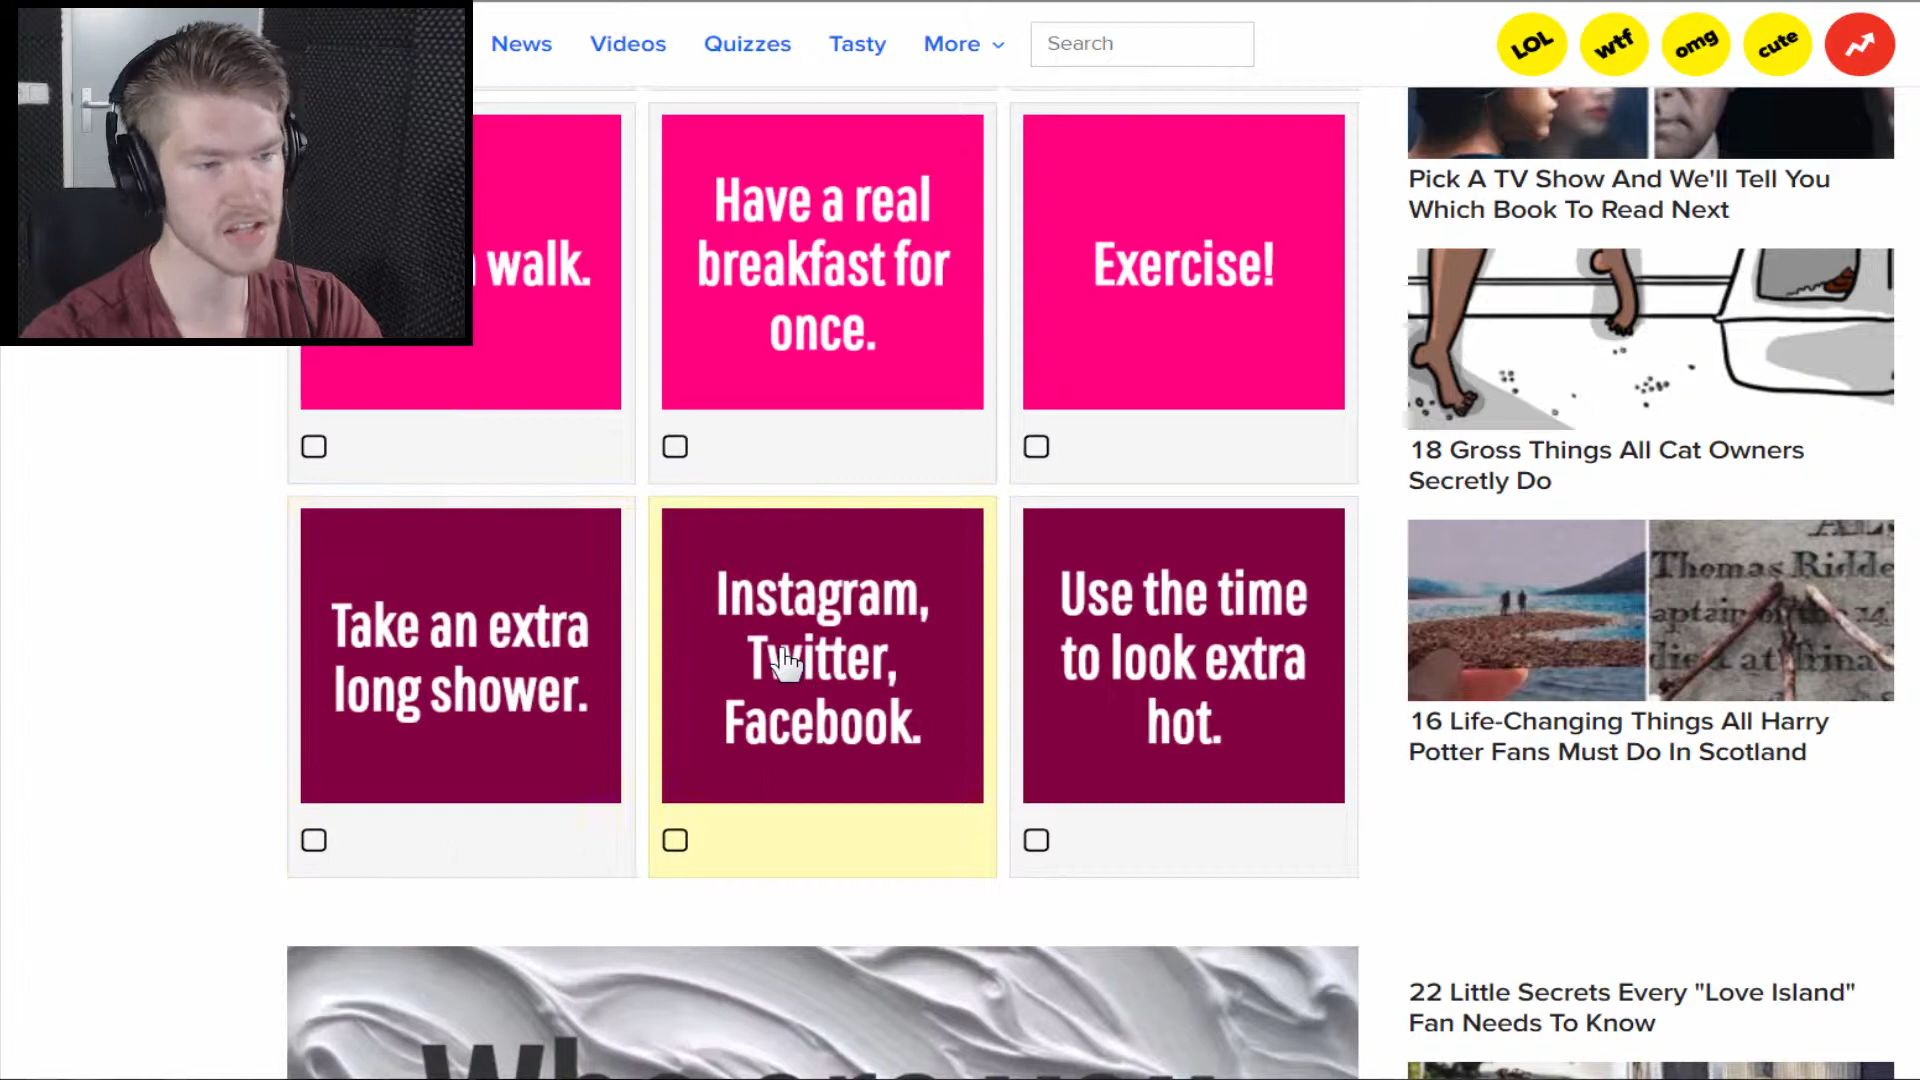 News Videos Quizzes Tasty More
Search
LOL
wtf
omg
cute
walk.
Have a real
breakfast for
once.
Exercise!
Take an extra
long shower.
Instagram,
Twitter,
Facebook.
Use the time
to look extra
hot.
Pick A TV Show And We'll Tell You
Which Book To Read Next
18 Gross Things All Cat Owners
Secretly Do
Thomas Ridde
16 Life-Changing Things All Harry
Potter Fans Must Do In Scotland
22 Little Secrets Every "Love Island"
Fan Needs To Know